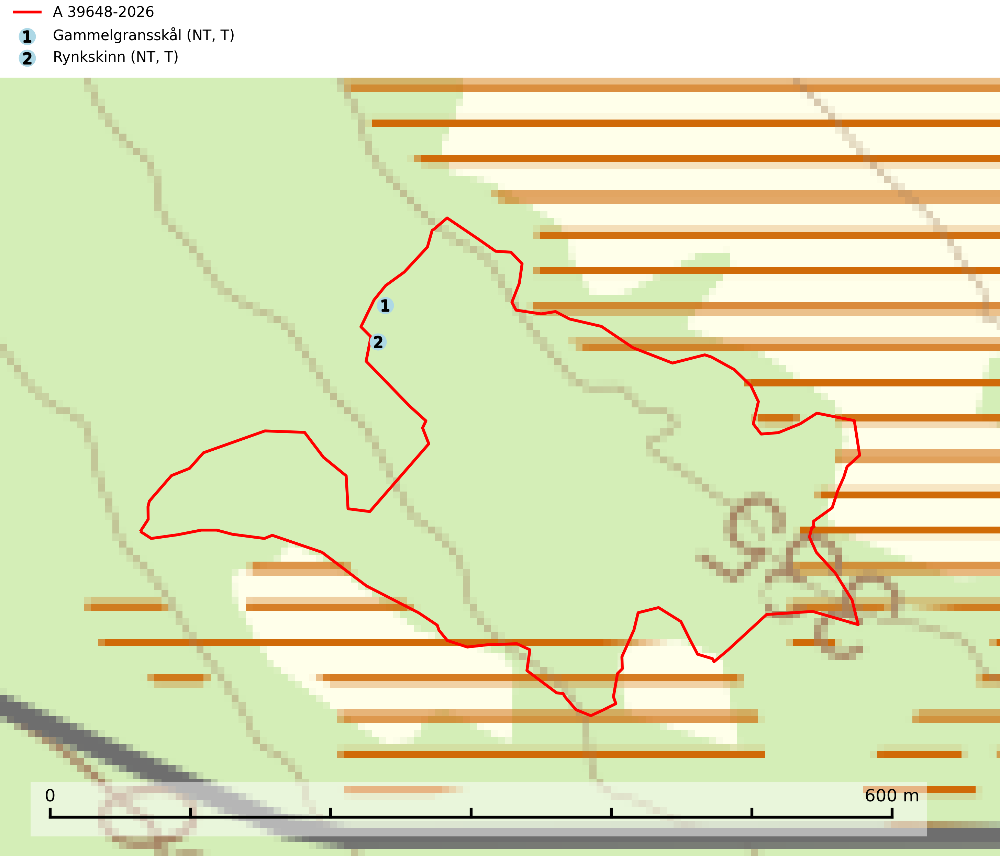 A 39648-2026
1 Gammelgransskål (NT, T)
2 Rynkskinn (NT, T)
1
2
0 600 m